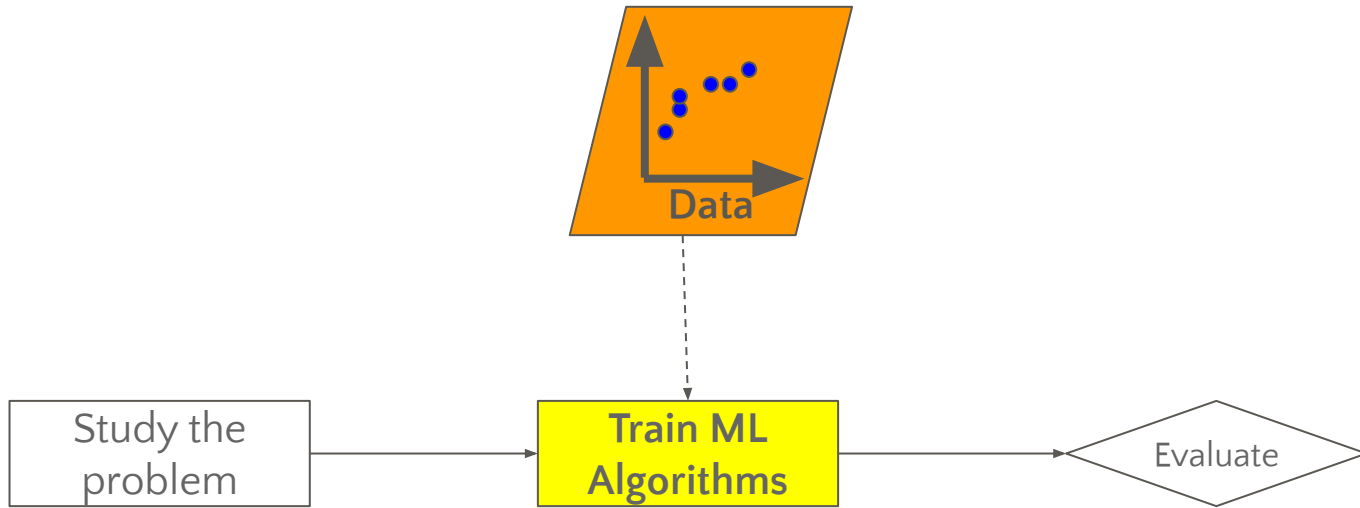 Data
Study the
problem
Train ML
Algorithms
Evaluate